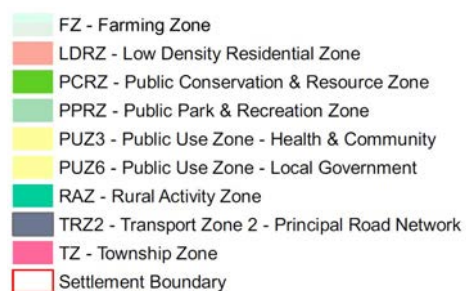 FZ - Farming Zone
LDRZ - Low Density Residential Zone
PCRZ - Public Conservation & Resource Zone
PPRZ - Public Park & Recreation Zone
PUZ3 - Public Use Zone - Health & Community
PUZ6 - Public Use Zone - Local Government
RAZ - Rural Activity Zone
TRZ2 - Transport Zone 2 - Principal Road Network
TZ - Township Zone
Settlement Boundary